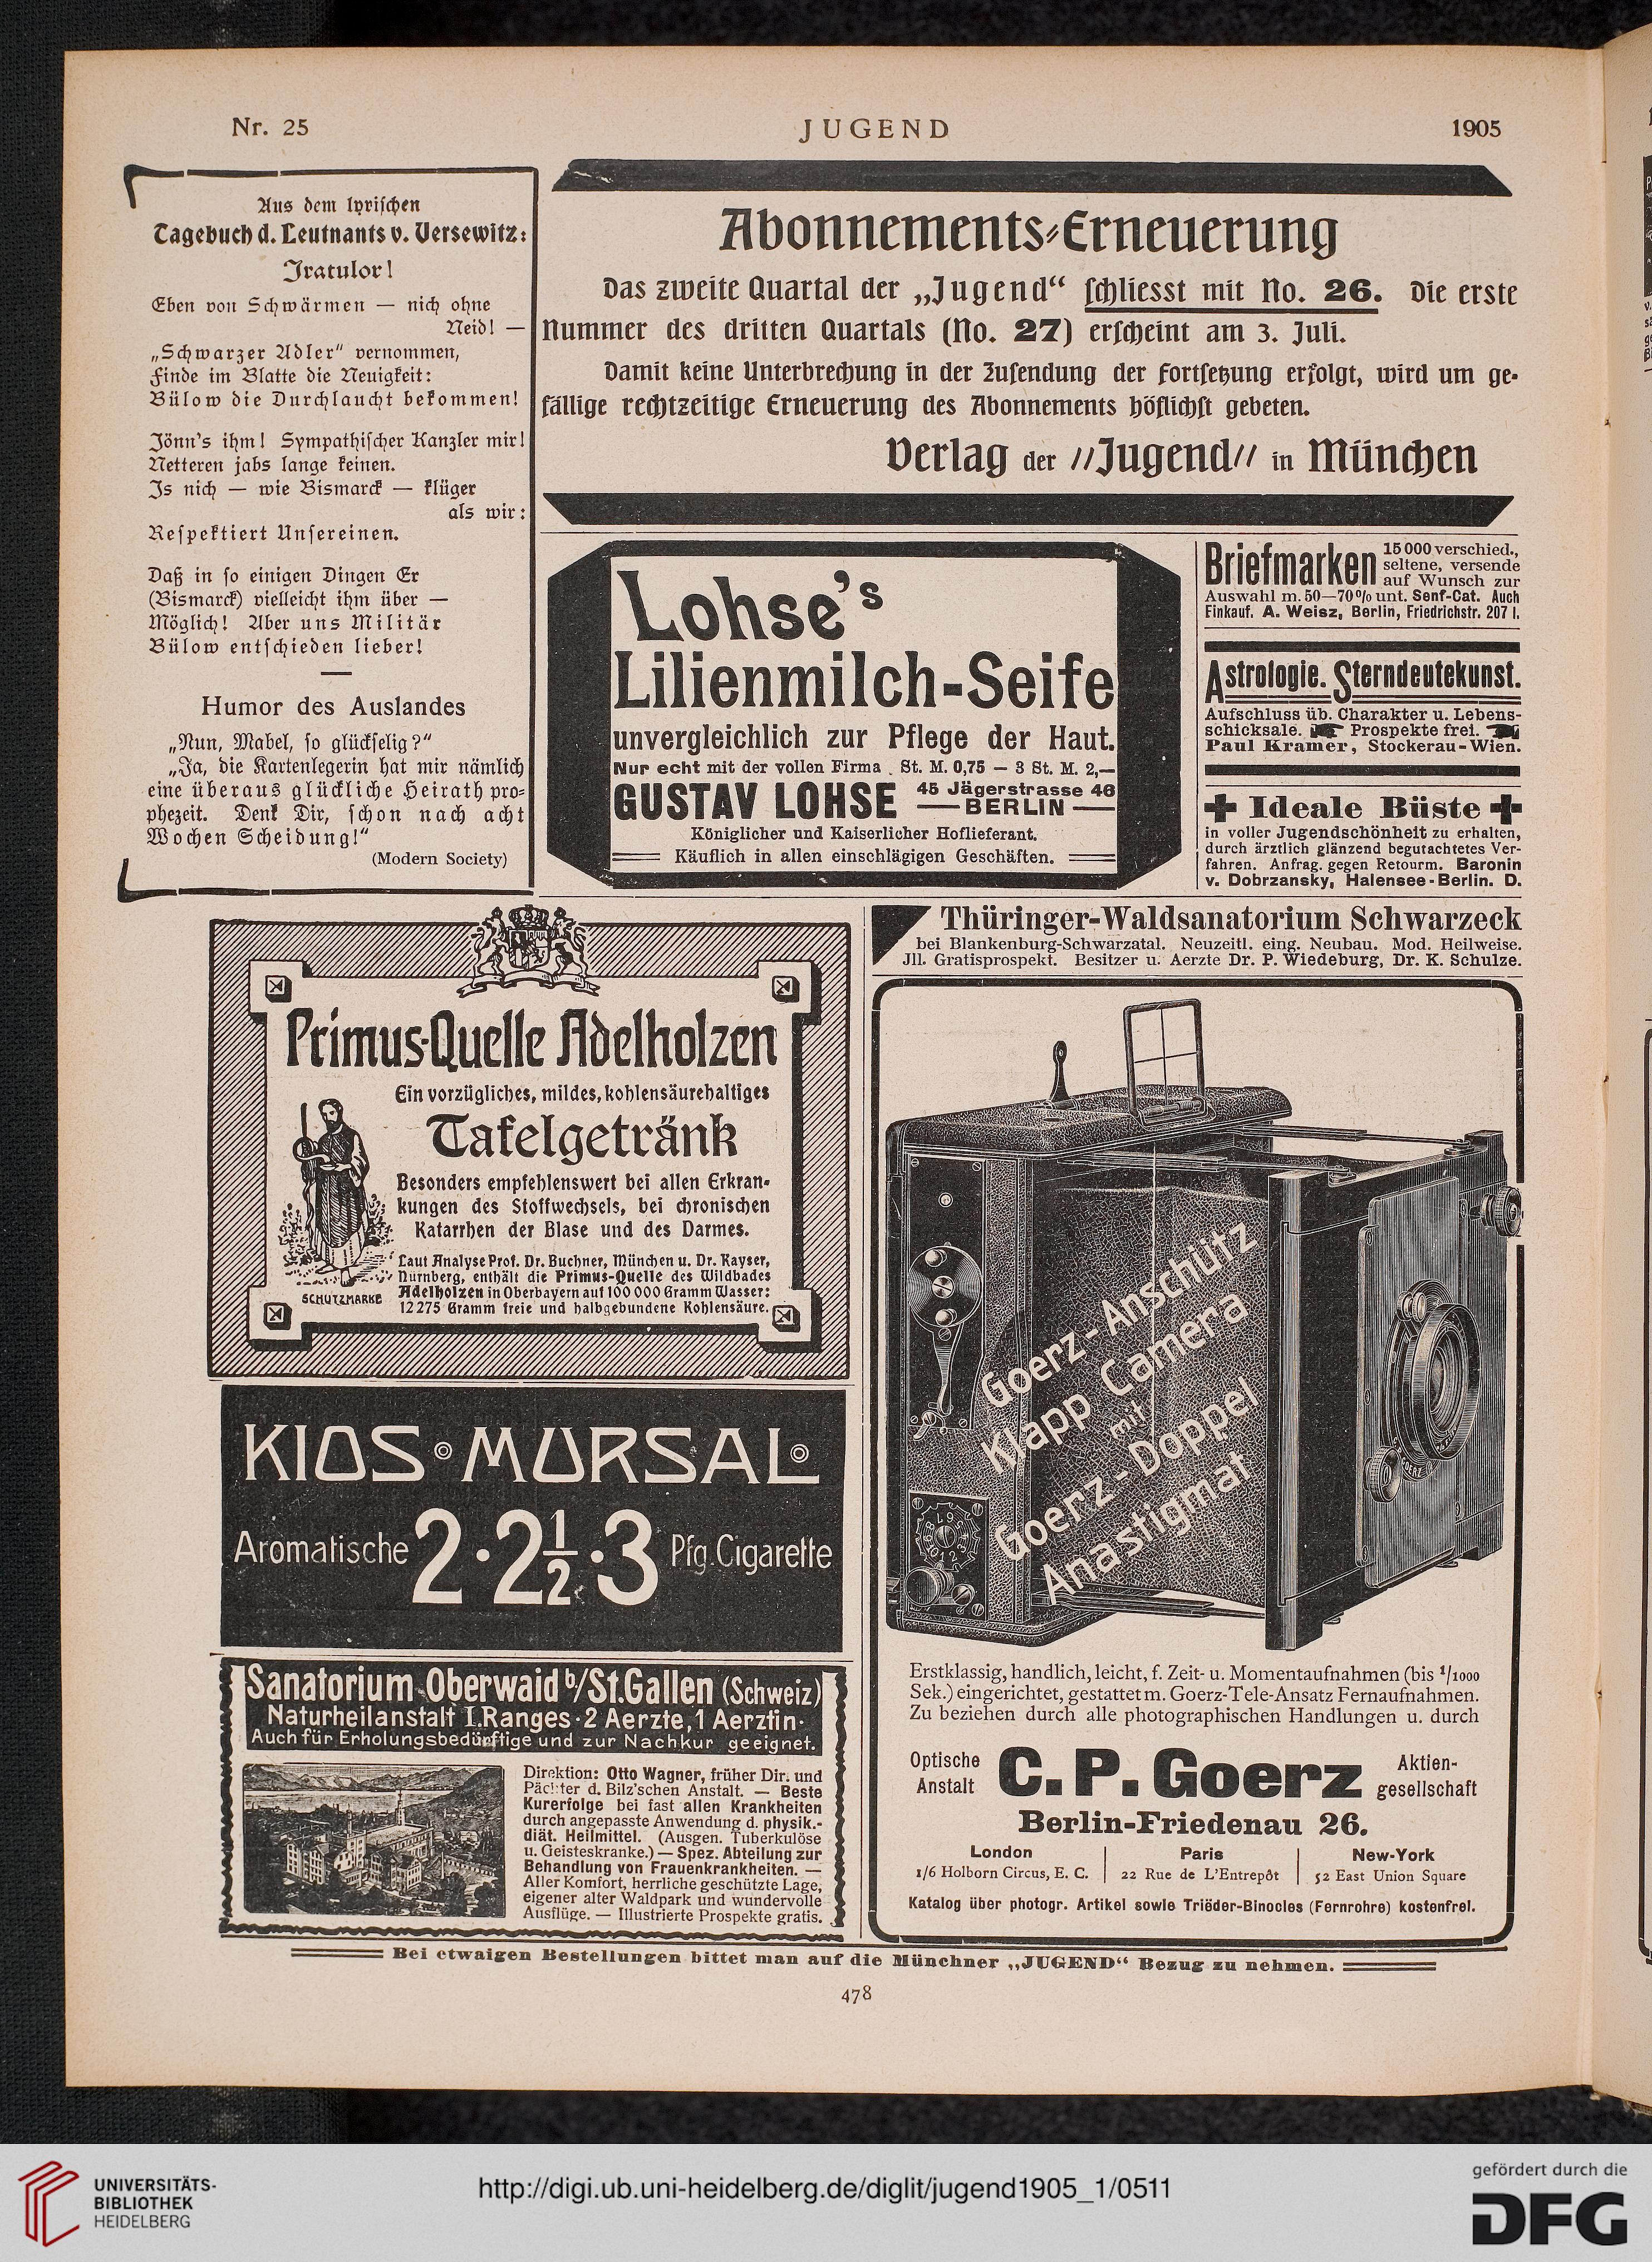 Nr. 25
JUGEND
1905
Aus dem lyrischen
Tagebuch d. Leutnants v. Versewitz:
Iratulor!
Eben von Schwärmen — nich ohne
Neid! —
„Schwarzer Adler“ vernommen,
Finde im Blatte die Neuigkeit:
Bülow die Durchlaucht bekommen!
Jönn's ihm! Sympathischer Kanzler mir!
Netteren jabs lange keinen.
Is nich — wie Bismarck — klüger
als wir:
Respektiert Unsereinen.
Daß in so einigen Dingen Er
(Bismarck) vielleicht ihm über —
Möglich! Aber uns Militär
Bülow entschieden lieber!
Humor des Auslandes
„Nun, Mabel, so glückselig?“
„Ja, die Kartenlegerin hat mir nämlich
eine überaus glückliche Heirath pro-
phezeit. Denk Dir, schon nach acht
Wochen Scheidung!“
(Modern Society)
Abonnements-Erneuerung
Das zweite Quartal der „Jugend“ schliesst mit No. 26. Die erste
Nummer des dritten Quartals (No. 27) erscheint am 3. Juli.
Damit keine Unterbrechung in der Zusendung der Fortsetzung erfolgt, wird um ge-
fällige rechtzeitige Erneuerung des Abonnements höflichst gebeten.
Verlag der „Jugend“ in München
Lohse's
Lilienmilch-Seife
unvergleichlich zur Pflege der Haut.
Nur echt mit der vollen Firma . St. M. 0,75 — 3 St. M. 2,—
GUSTAV LOHSE 45 Jägerstrasse 46
BERLIN
Königlicher und Kaiserlicher Hoflieferant.
Käuflich in allen einschlägigen Geschäften.
Briefmarken 15 000 verschied.,
seltene, versende
auf Wunsch zur
Auswahl m. 50—70% unt. Senf-Cat. Auch
Einkauf. A. Weisz, Berlin, Friedrichstr. 207 I.
Astrologie. Sterndeutekunst.
Aufschluss üb. Charakter u. Lebens-
schicksale. Prospekte frei.
Paul Kramer, Stockerau-Wien.
Ideale Büste
in voller Jugendschönheit zu erhalten,
durch ärztlich glänzend begutachtetes Ver-
fahren. Anfrag. gegen Retourm. Baronin
v. Dobrzansky, Halensee-Berlin. D.
Primus-Quelle Adelholzen
Ein vorzügliches, mildes, kohlensäurehaltiges
Tafelgetränk
Besonders empfehlenswert bei allen Erkran-
kungen des Stoffwechsels, bei chronischen
Katarrhen der Blase und des Darmes.
Laut Analyse Prof. Dr. Buchner, München u. Dr. Kayser,
Nürnberg, enthält die Primus-Quelle des Wildbades
Adelholzen in Oberbayern auf 100 000 Gramm Wasser:
12 275 Gramm freie und halbgebundene Kohlensäure.
SCHUTZMARKE
Thüringer-Waldsanatorium Schwarzeck
bei Blankenburg-Schwarzatal. Neuzeitl. eing. Neubau. Mod. Heilweise.
Jll. Gratisprospekt. Besitzer u. Aerzte Dr. P. Wiedeburg, Dr. K. Schulze.
KIOS MURSAL
Aromatische 2·2½·3 Pfg. Cigarette
Sanatorium Oberwaid b/St.Gallen (Schweiz)
Naturheilanstalt I. Ranges · 2 Aerzte, 1 Aerztin ·
Auch für Erholungsbedürftige und zur Nachkur geeignet.
Direktion: Otto Wagner, früher Dir. und
Pächter d. Bilz'schen Anstalt. — Beste
Kurerfolge bei fast allen Krankheiten
durch angepasste Anwendung d. physik.-
diät. Heilmittel. (Ausgen. Tuberkulöse
u. Geisteskranke.) — Spez. Abteilung zur
Behandlung von Frauenkrankheiten. —
Aller Komfort, herrliche geschützte Lage,
eigener alter Waldpark und wundervolle
Ausflüge. — Illustrierte Prospekte gratis.
Goerz-Anschütz
Klapp Camera
mit
Goerz-Doppel
Anastigmat
GOERZ
Erstklassig, handlich, leicht, f. Zeit- u. Momentaufnahmen (bis 1/1000
Sek.) eingerichtet, gestattet m. Goerz-Tele-Ansatz Fernaufnahmen.
Zu beziehen durch alle photographischen Handlungen u. durch
Optische
Anstalt
C. P. Goerz
Aktien-
gesellschaft
Berlin-Friedenau 26.
London
1/6 Holborn Circus, E. C.
Paris
22 Rue de L'Entrepôt
New-York
52 East Union Square
Katalog über photogr. Artikel sowie Triëder-Binocles (Fernrohre) kostenfrei.
Bei etwaigen Bestellungen bittet man auf die Münchner „JUGEND“ Bezug zu nehmen.
478
UNIVERSITÄTS-
BIBLIOTHEK
HEIDELBERG
http://digi.ub.uni-heidelberg.de/diglit/jugend1905_1/0511
gefördert durch die
DFG